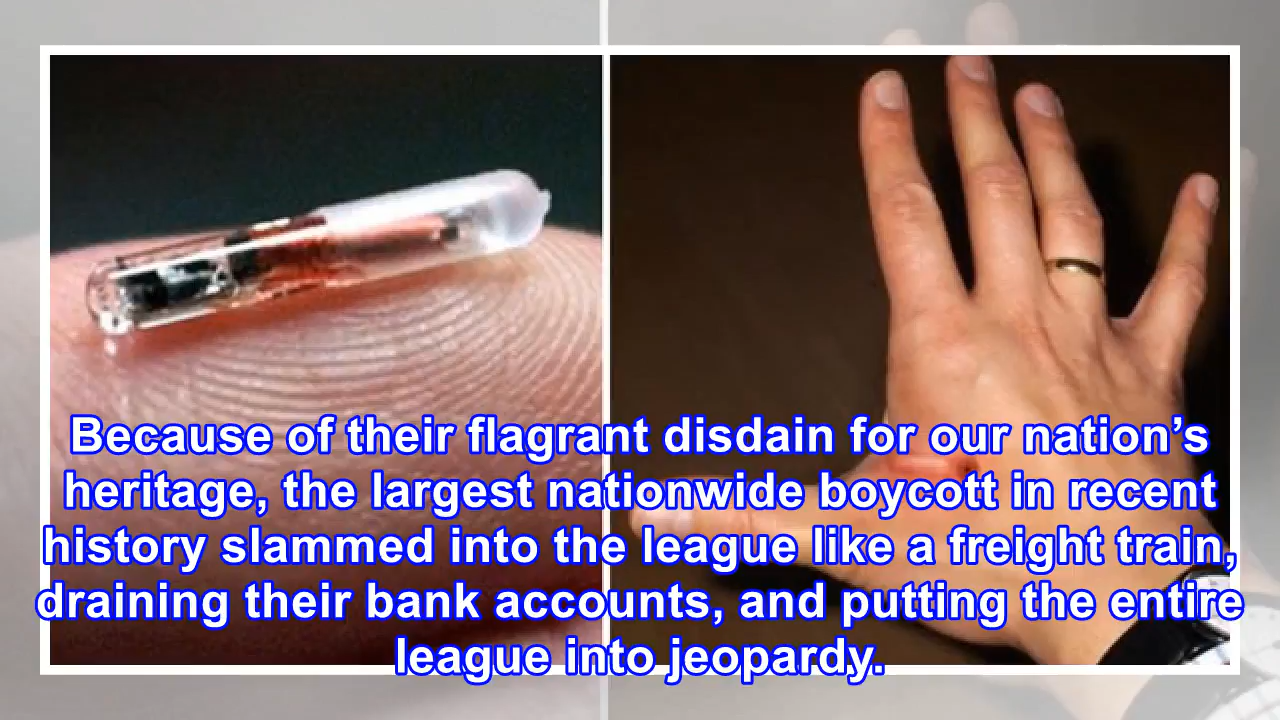 Because of their flagrant disdain for our nation’s
heritage, the largest nationwide boycott in recent
history slammed into the league like a freight train,
draining their bank accounts, and putting the entire
league into jeopardy.